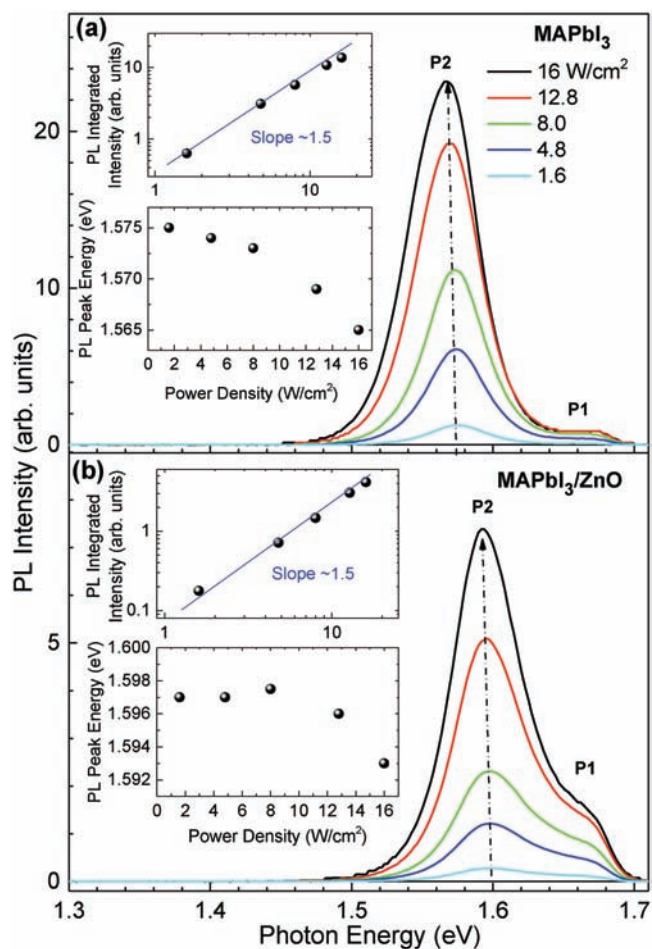 (a)
MAPbI₃
P2
16 W/cm²
12.8
8.0
4.8
1.6
PL Integrated
Intensity (arb. units)
10
1
Slope ~1.5
1
10
PL Peak Energy (eV)
1.575
1.570
1.565
0 2 4 6 8 10 12 14 16
Power Density (W/cm²)
P1
22
10
0
PL Intensity (arb. units)
(b)
MAPbI₃/ZnO
P2
PL Integrated
Intensity (arb. units)
1
0.1
Slope ~1.5
1
10
PL Peak Energy (eV)
1.600
1.598
1.596
1.594
1.592
0 2 4 6 8 10 12 14 16
Power Density (W/cm²)
P1
5
0
1.3 1.4 1.5 1.6 1.7
Photon Energy (eV)